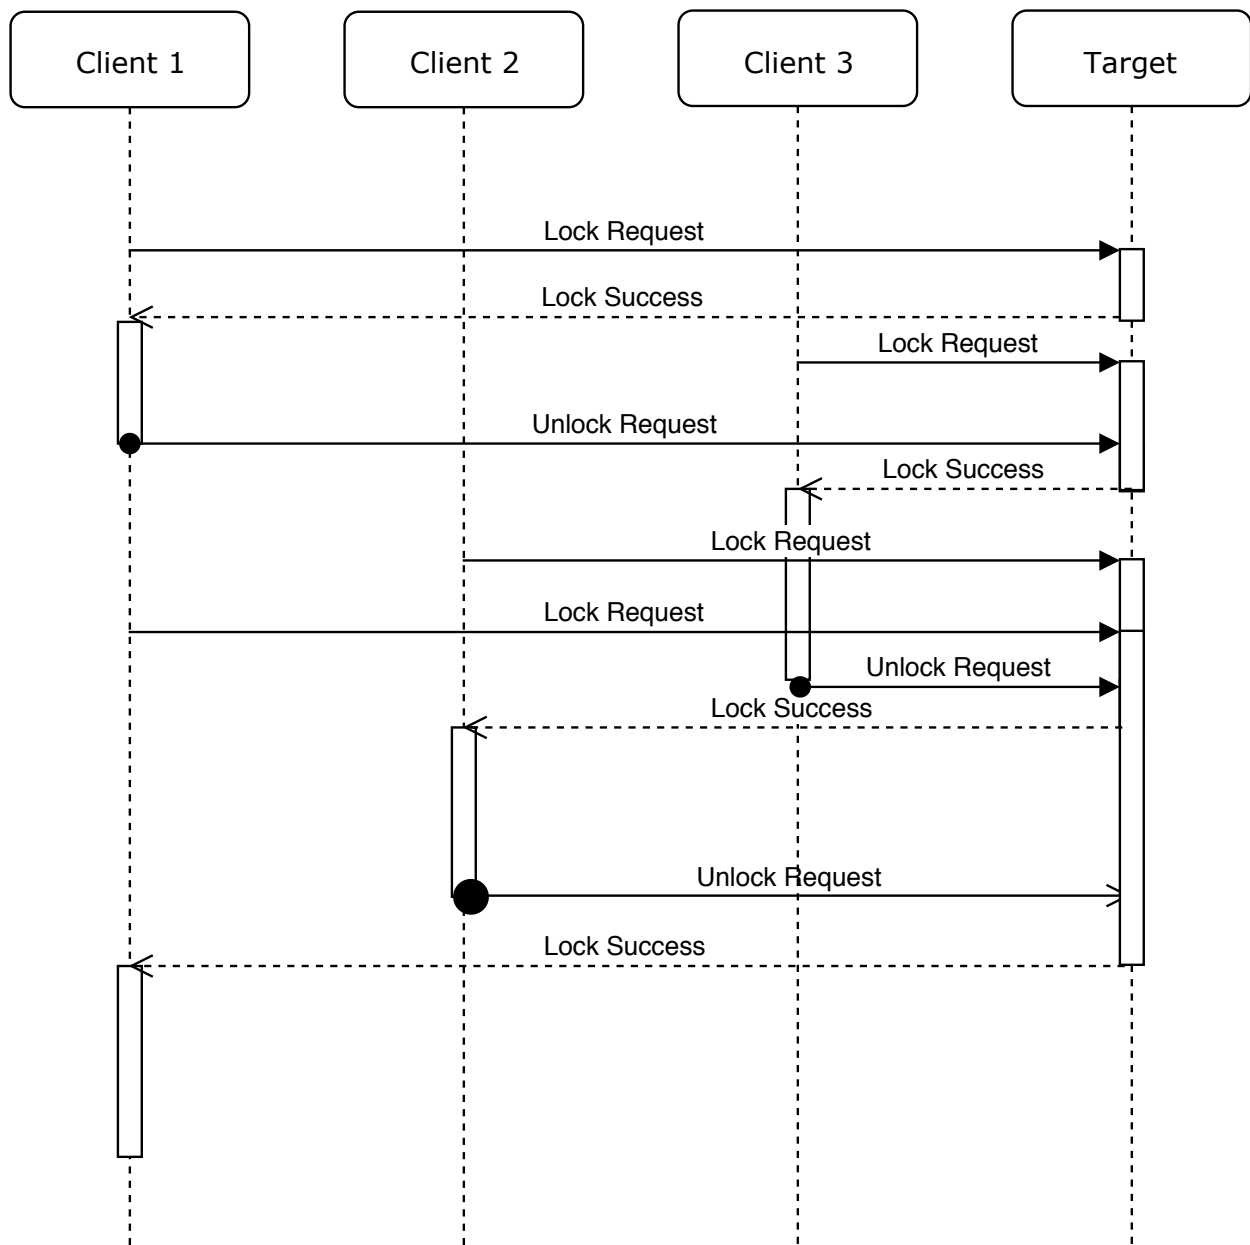 Client 1
Client 2
Client 3
Target
Lock Request
Lock Success
Lock Request
Unlock Request
Lock Success
Lock Request
Lock Request
Unlock Request
Lock Success
Unlock Request
Lock Success